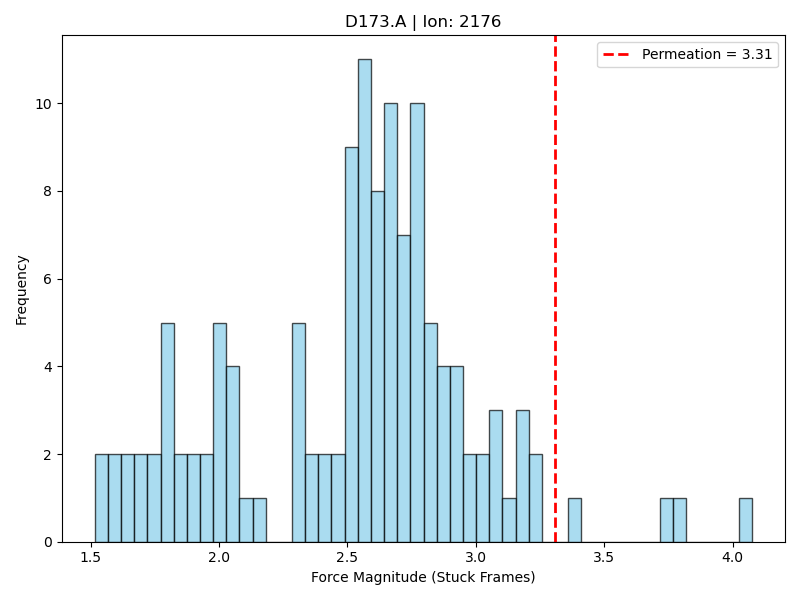 D173.A | Ion: 2176
Permeation = 3.31
10
8
6
4
2
0
Frequency
1.5 2.0 2.5 3.0 3.5 4.0
Force Magnitude (Stuck Frames)